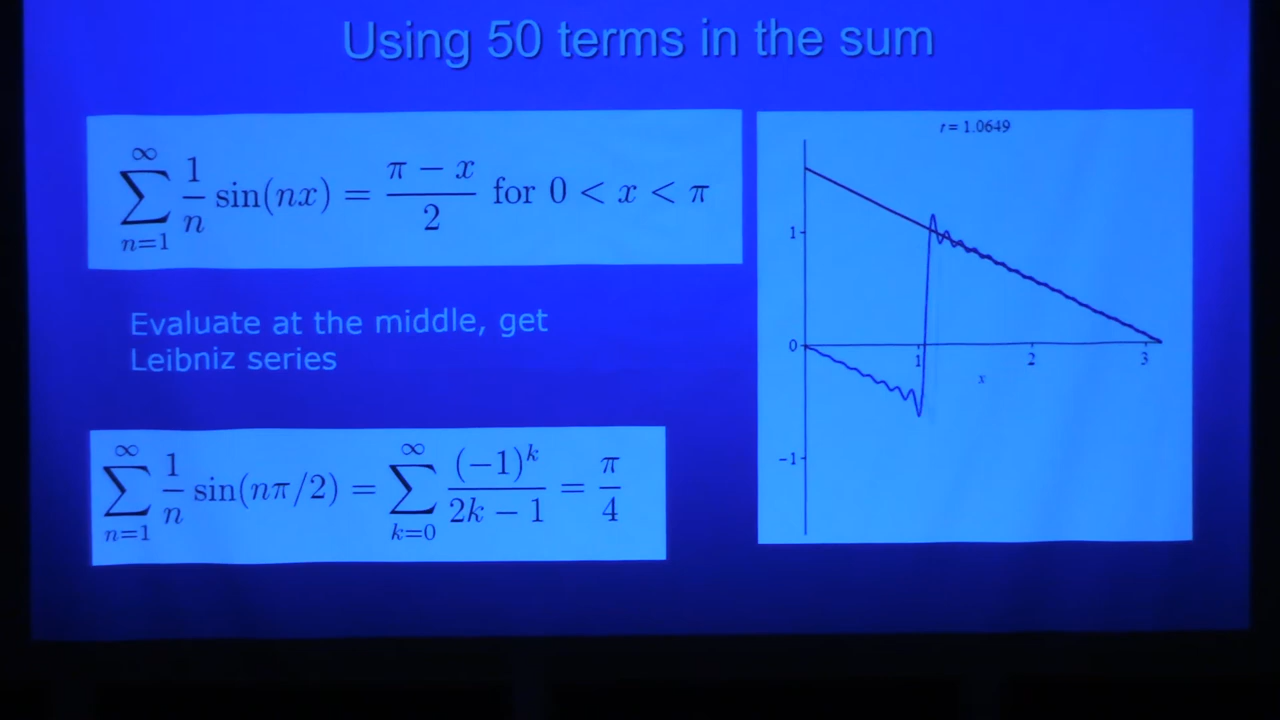 Using 50 terms in the sum
∞
∑ 1/n sin(nx) = (π − x)/2 for 0 < x < π
n=1
Evaluate at the middle, get
Leibniz series
∞ ∞
∑ 1/n sin(nπ/2) = ∑ (−1)^k/(2k − 1) = π/4
n=1 k=0
r = 1.0649
1
0
1 2 3
x
−1